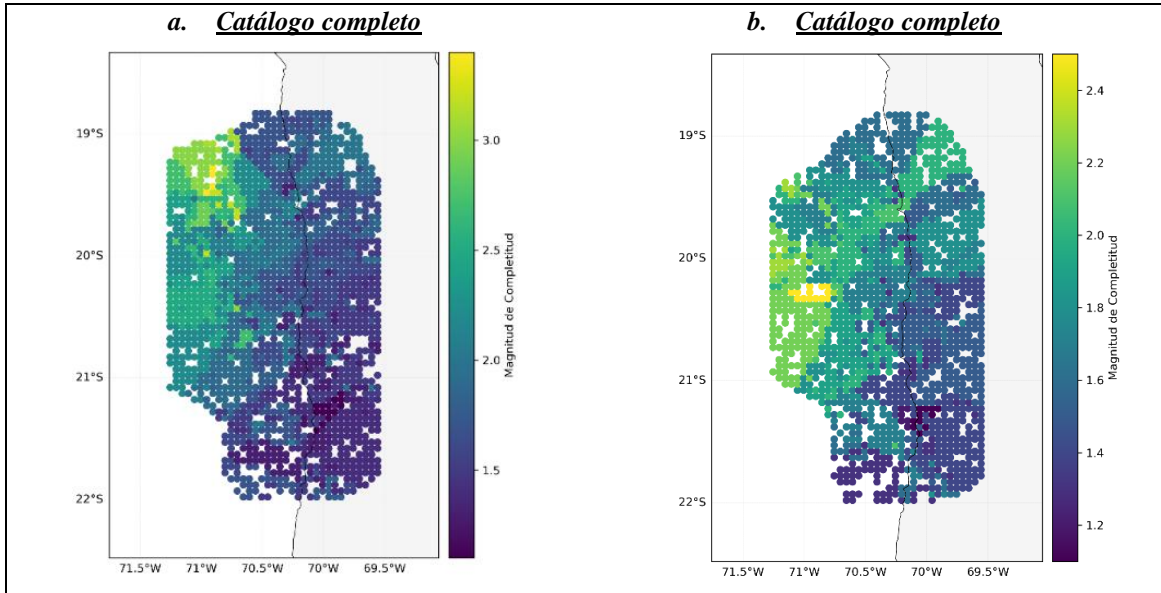 a. Catálogo completo
19°S
20°S
21°S
22°S
71.5°W 71°W 70.5°W 70°W 69.5°W
3.0
2.5
2.0
1.5
Magnitud de Completitud
b. Catálogo completo
19°S
20°S
21°S
22°S
71.5°W 71°W 70.5°W 70°W 69.5°W
2.4
2.2
2.0
1.8
1.6
1.4
1.2
Magnitud de Completitud